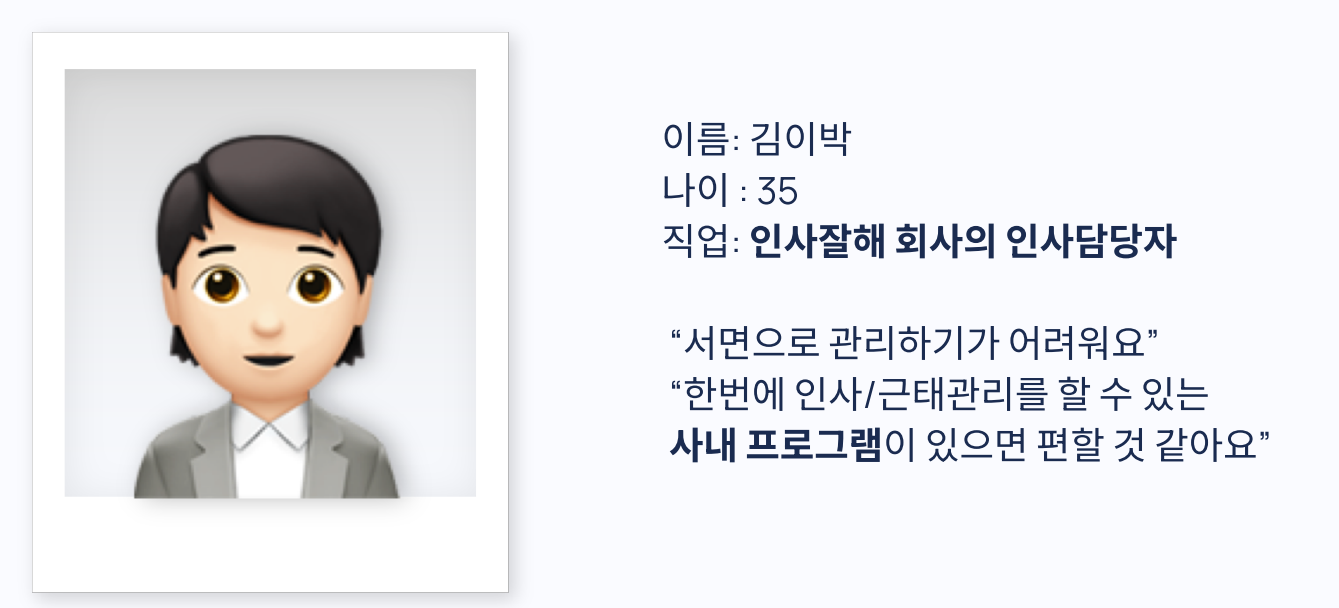 이름: 김이박
나이 : 35
직업: 인사잘해 회사의 인사담당자
“서면으로 관리하기가 어려워요”
“한번에 인사/근태관리를 할 수 있는
사내 프로그램이 있으면 편할 것 같아요”